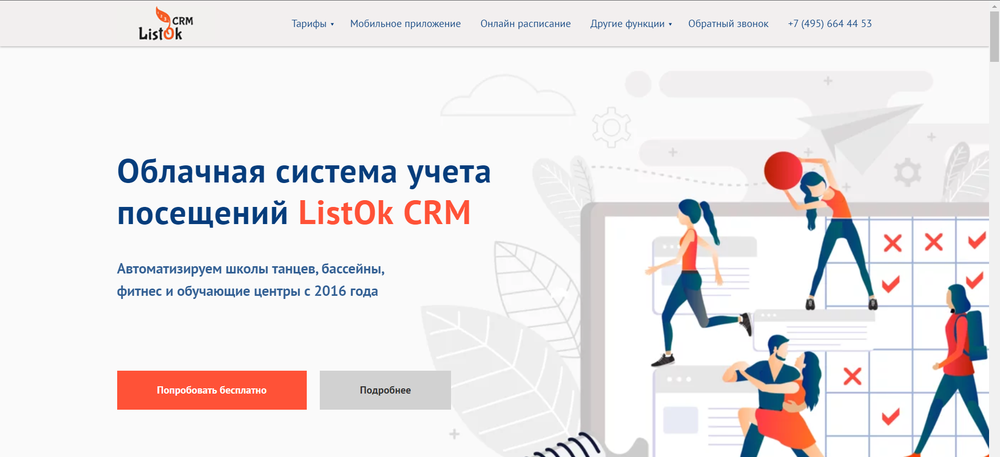 CRM
ListOk
Тарифы ▾
Мобильное приложение
Онлайн расписание
Другие функции ▾
Обратный звонок
+7 (495) 664 44 53
Облачная система учета
посещений ListOk CRM
Автоматизируем школы танцев, бассейны,
фитнес и обучающие центры с 2016 года
Попробовать бесплатно
Подробнее